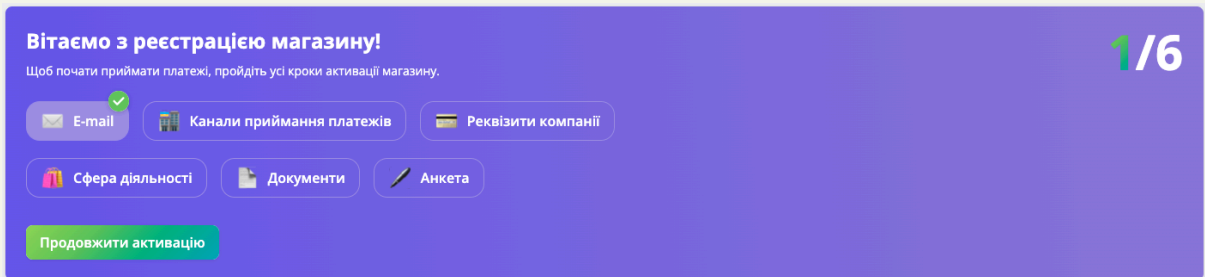 Вітаємо з реєстрацією магазину!
1/6
Щоб почати приймати платежі, пройдіть усі кроки активації магазину.
E-mail
Канали приймання платежів
Реквізити компанії
Сфера діяльності
Документи
Анкета
Продовжити активацію